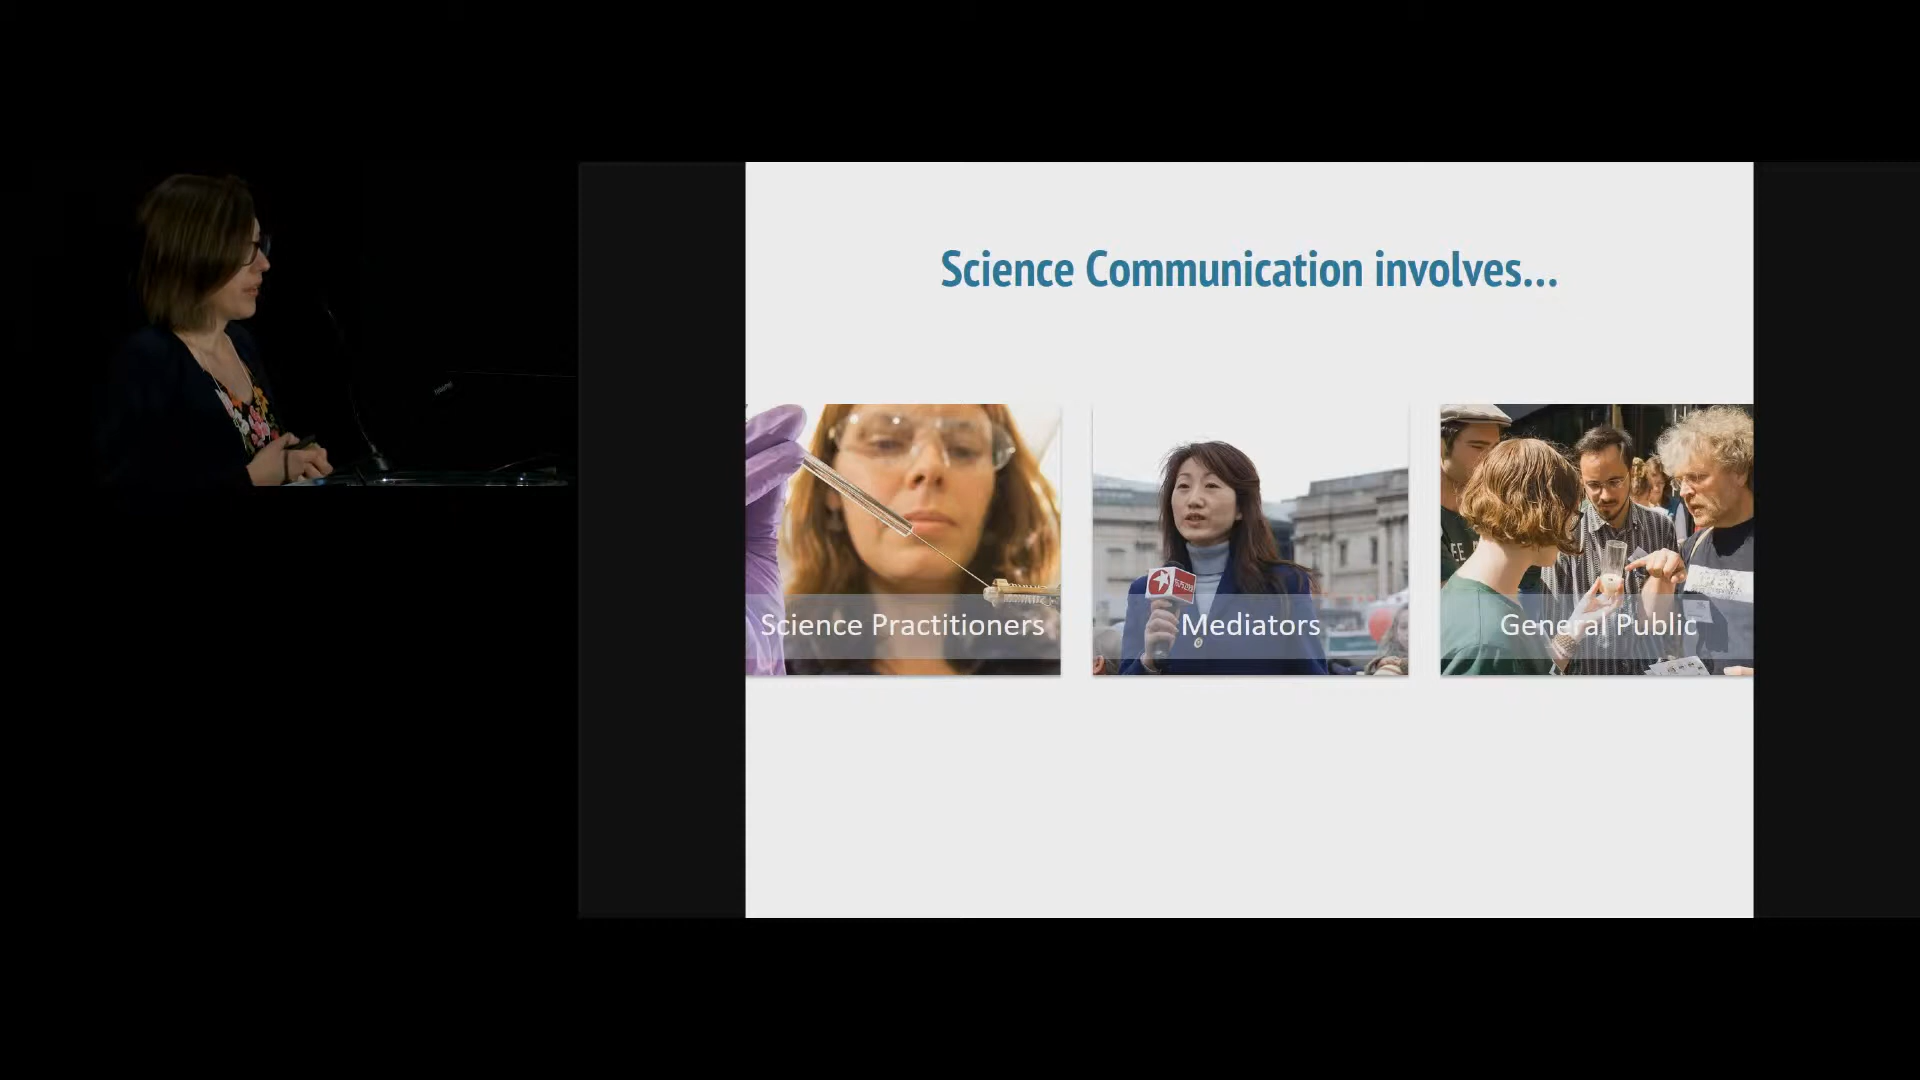 Science Communication involves...
Science Practitioners
Mediators
General Public